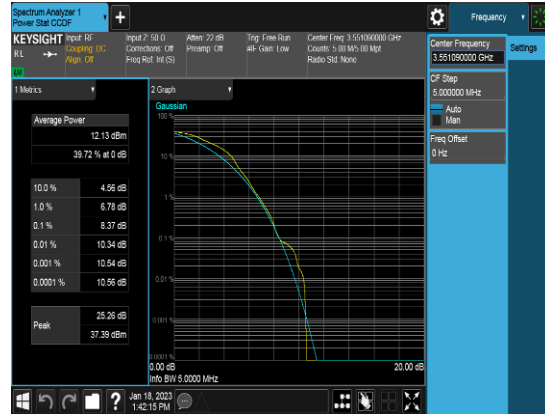 Spectrum Analyzer 1
Power Stat CCDF
Frequency
KEYSIGHT
RL
LXI
Input: RF
Coupling: DC
Align: Off
Input Z: 50 Ω
Corrections: Off
Freq Ref: Int (S)
Atten: 22 dB
Preamp: Off
Trig: Free Run
#IF Gain: Low
Center Freq: 3.551090000 GHz
Counts: 5.00 M/5.00 Mpt
Radio Std: None
Center Frequency
3.551090000 GHz
Settings
CF Step
5.000000 MHz
Auto
Man
Freq Offset
0 Hz
1 Metrics
Average Power
12.13 dBm
39.72 % at 0 dB
10.0 % 4.56 dB
1.0 % 6.78 dB
0.1 % 8.37 dB
0.01 % 10.34 dB
0.001 % 10.54 dB
0.0001 % 10.56 dB
Peak
25.26 dB
37.39 dBm
2 Graph
Gaussian
100 %
10 %
1 %
0.1 %
0.01 %
0.001 %
0.0001 %
0.00 dB 20.00 dB
Info BW 5.0000 MHz
?
Jan 18, 2023
1:42:15 PM